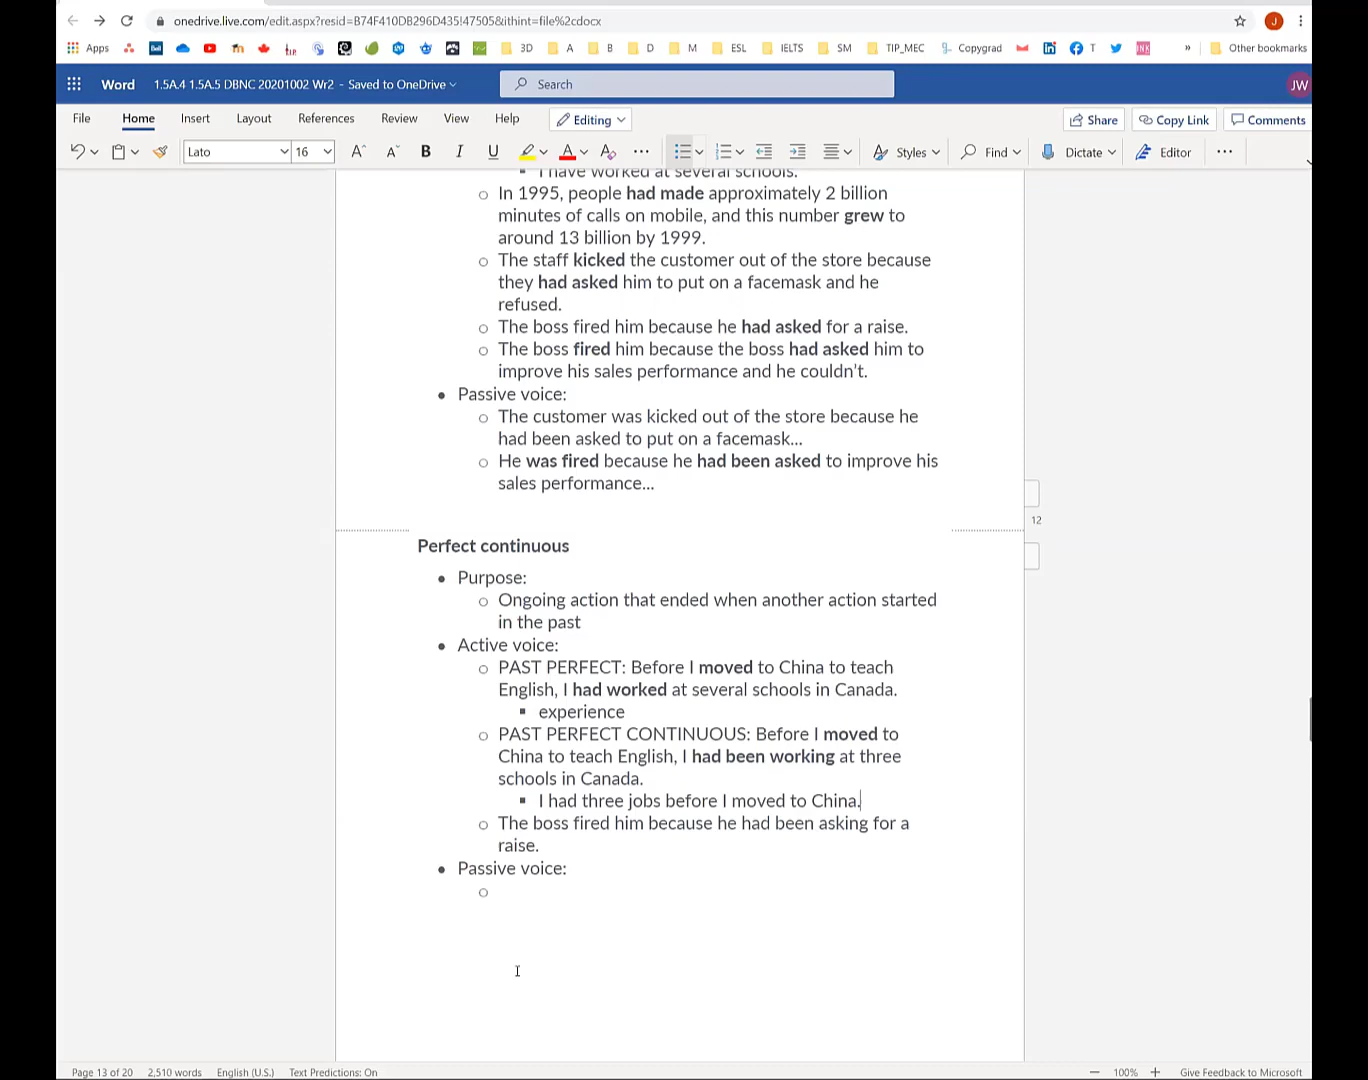 onedrive.live.com/edit.aspx?resid=B74F410DB296D435!47505&ithint=file%2cdocx
J
Apps
3D
A
B
D
M
ESL
IELTS
SM
TIP_MEC
Copygrad
T
»
Other bookmarks
Word
1.5A.4 1.5A.5 DBNC 20201002 Wr2 - Saved to OneDrive
Search
JW
File
Home
Insert
Layout
References
Review
View
Help
Editing
Share
Copy Link
Comments
Lato
16
A^
Aˇ
B
I
U
A
A
...
Styles
Find
Dictate
Editor
...
▪ I have worked at several schools.
o In 1995, people had made approximately 2 billion
minutes of calls on mobile, and this number grew to
around 13 billion by 1999.
o The staff kicked the customer out of the store because
they had asked him to put on a facemask and he
refused.
o The boss fired him because he had asked for a raise.
o The boss fired him because the boss had asked him to
improve his sales performance and he couldn't.
• Passive voice:
o The customer was kicked out of the store because he
had been asked to put on a facemask...
o He was fired because he had been asked to improve his
sales performance...
12
Perfect continuous
• Purpose:
o Ongoing action that ended when another action started
in the past
• Active voice:
o PAST PERFECT: Before I moved to China to teach
English, I had worked at several schools in Canada.
▪ experience
o PAST PERFECT CONTINUOUS: Before I moved to
China to teach English, I had been working at three
schools in Canada.
▪ I had three jobs before I moved to China.
o The boss fired him because he had been asking for a
raise.
• Passive voice:
o
Page 13 of 20
2,510 words
English (U.S.)
Text Predictions: On
— 100% +
Give Feedback to Microsoft